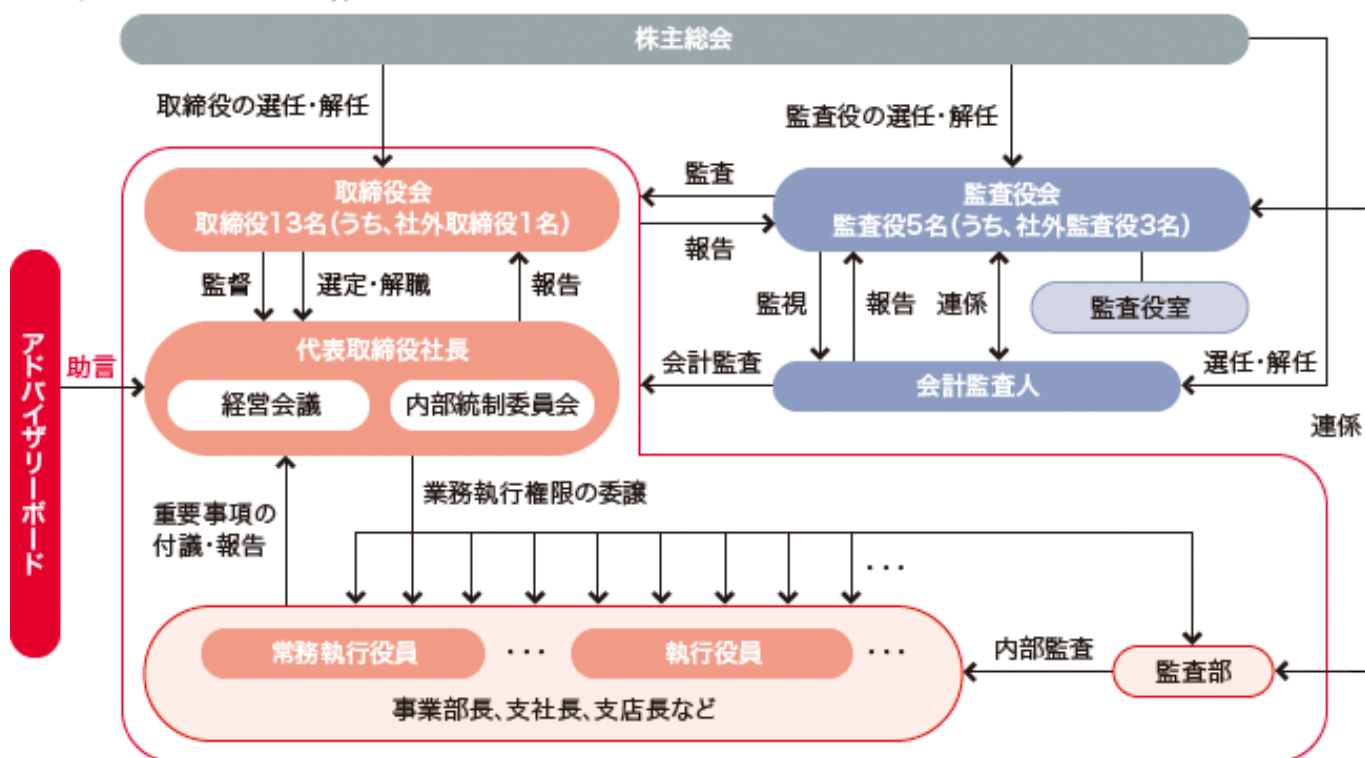 株主総会
取締役の選任・解任
監査役の選任・解任
取締役会
取締役13名(うち、社外取締役1名)
監査
報告
監査役会
監査役5名(うち、社外監査役3名)
監督
選定・解職
報告
監視
報告
連係
監査役室
アドバイザリーボード
助言
代表取締役社長
経営会議
内部統制委員会
会計監査
会計監査人
選任・解任
連係
重要事項の
付議・報告
業務執行権限の委譲
・・・
常務執行役員
・・・
執行役員
・・・
事業部長、支社長、支店長など
内部監査
監査部